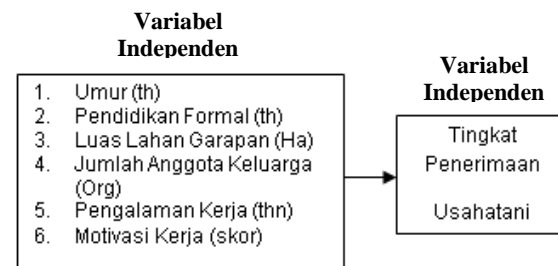 Variabel
Independen
1. Umur (th)
2. Pendidikan Formal (th)
3. Luas Lahan Garapan (Ha)
4. Jumlah Anggota Keluarga
(Org)
5. Pengalaman Kerja (thn)
6. Motivasi Kerja (skor)
Variabel
Independen
Tingkat
Penerimaan
Usahatani